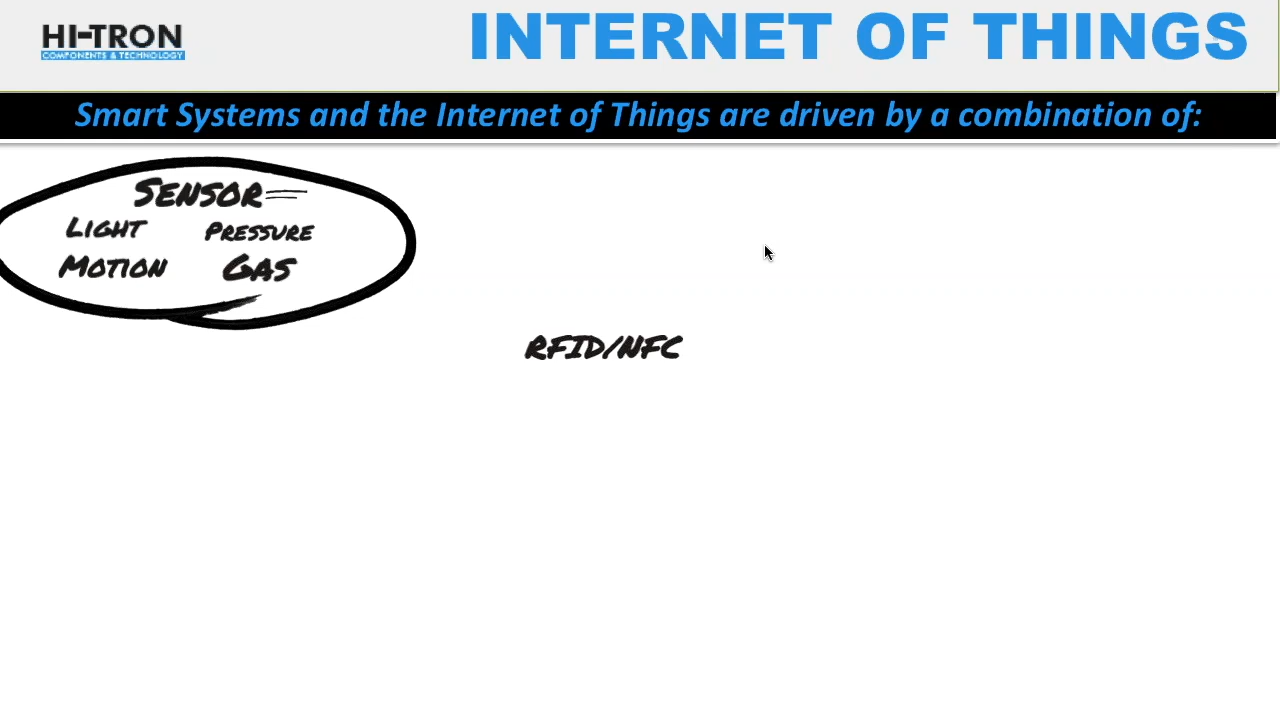 HI-TRON
COMPONENTS & TECHNOLOGY
INTERNET OF THINGS
Smart Systems and the Internet of Things are driven by a combination of:
SENSOR
LIGHT PRESSURE
MOTION GAS
RFID/NFC